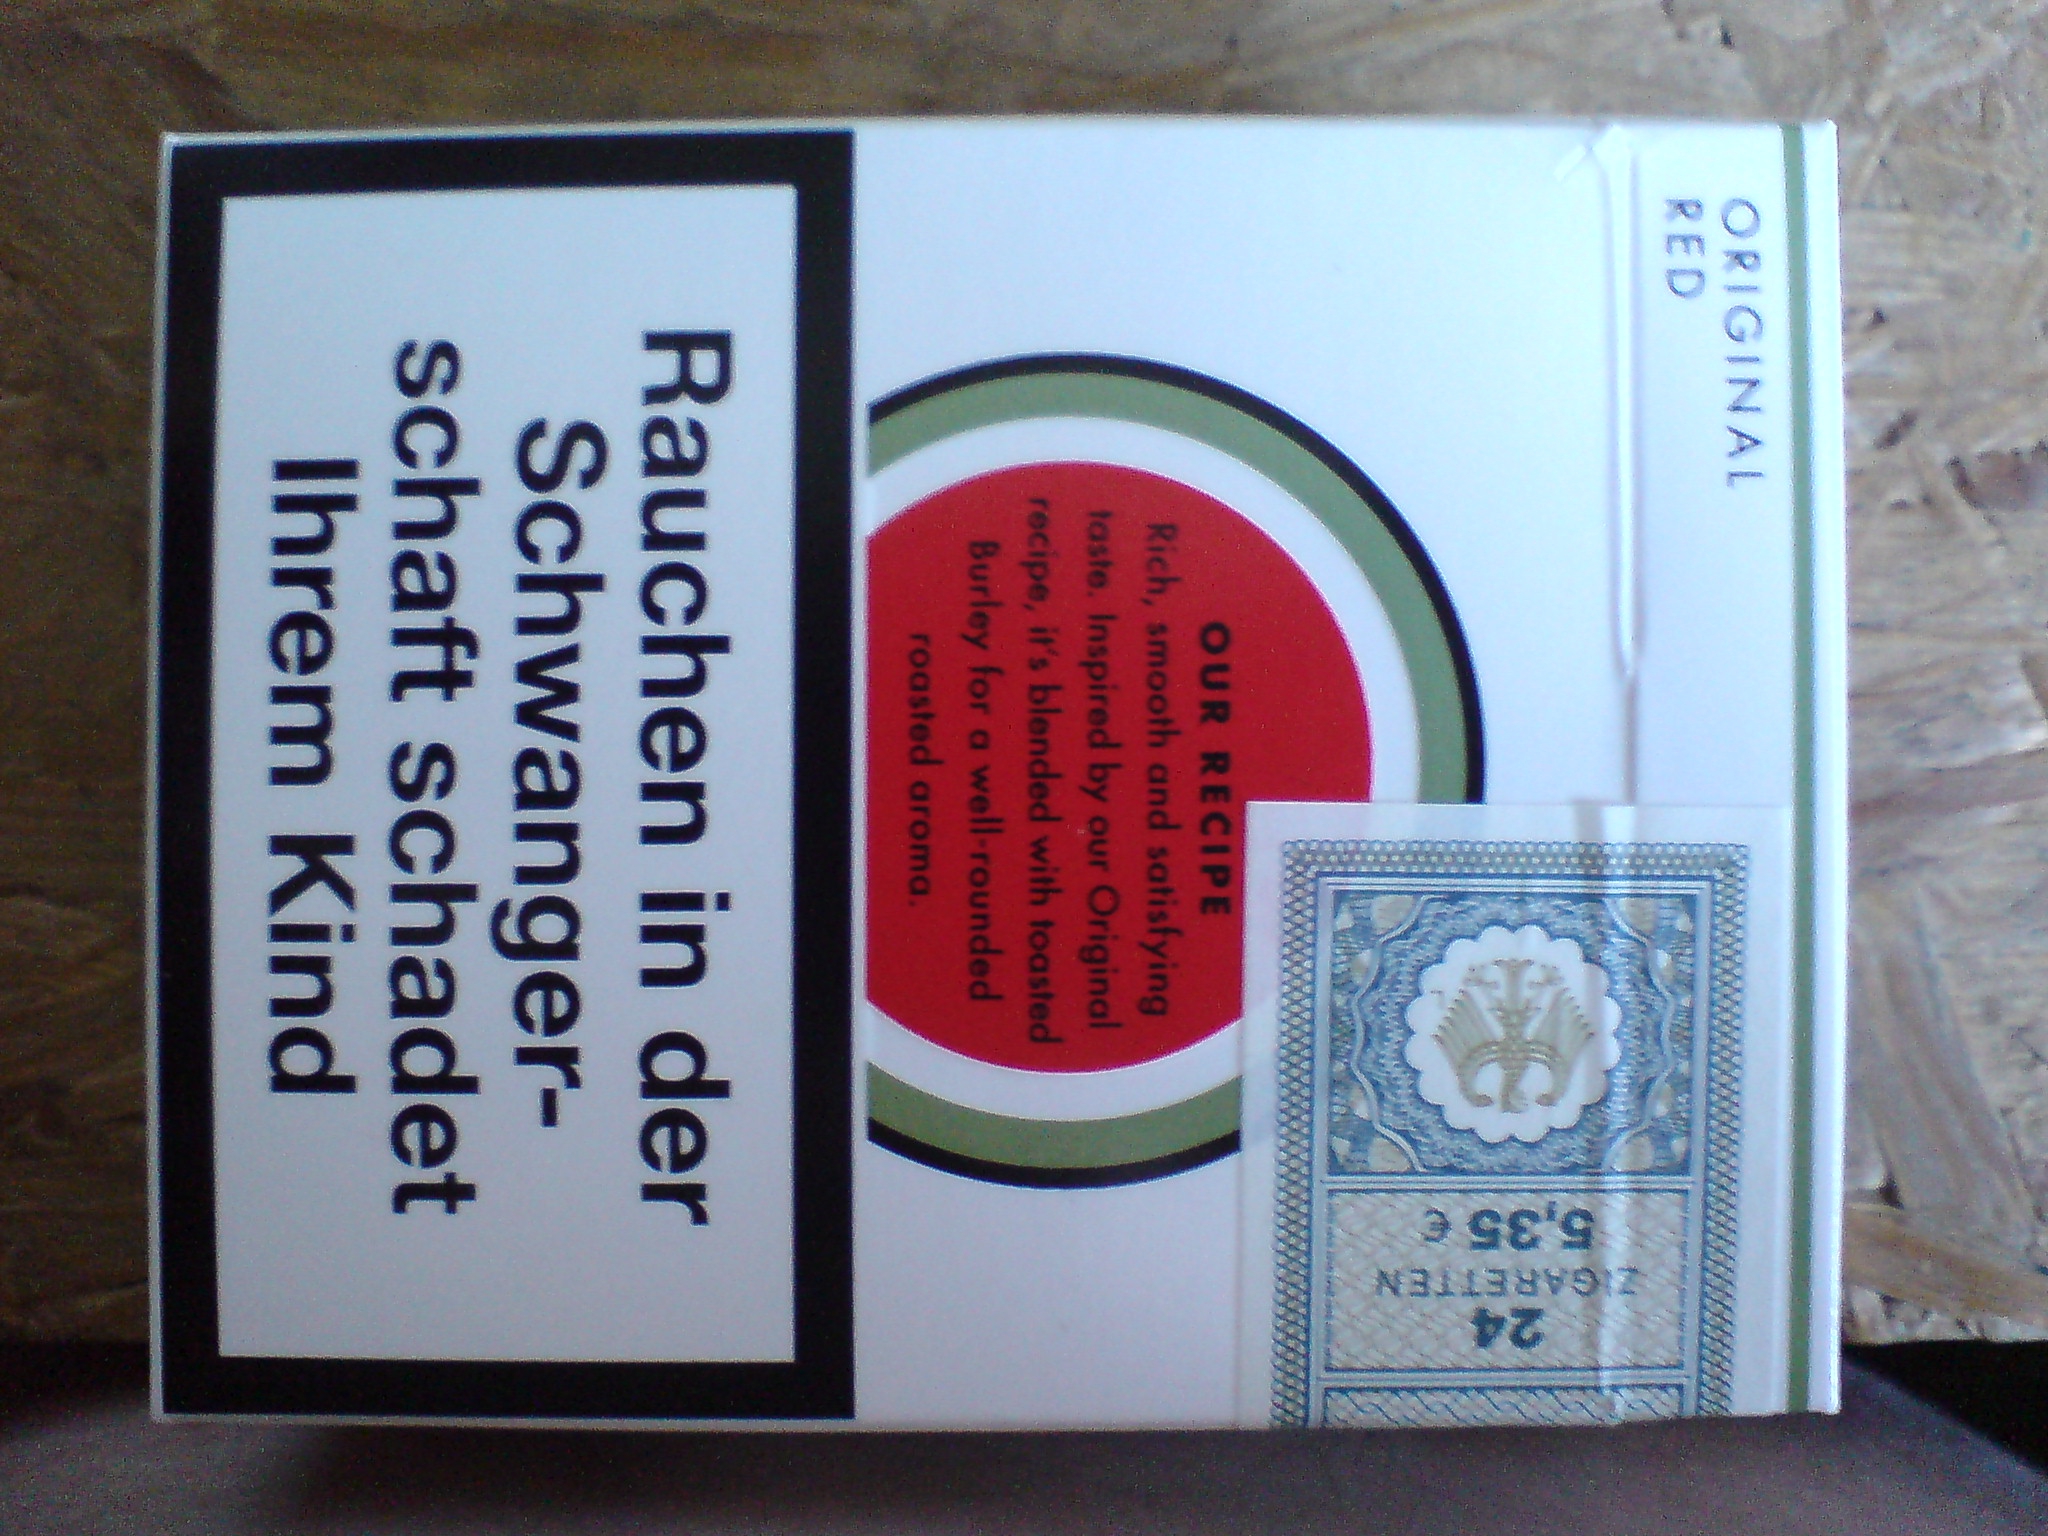 ORIGINAL
RED
OUR RECIPE
Rich, smooth and satisfying
taste. Inspired by our Original
recipe, it's blended with toasted
Burley for a well-rounded
roasted aroma.
Rauchen in der
Schwanger-
schaft schadet
Ihrem Kind
24
ZIGARETTEN
5,35 €